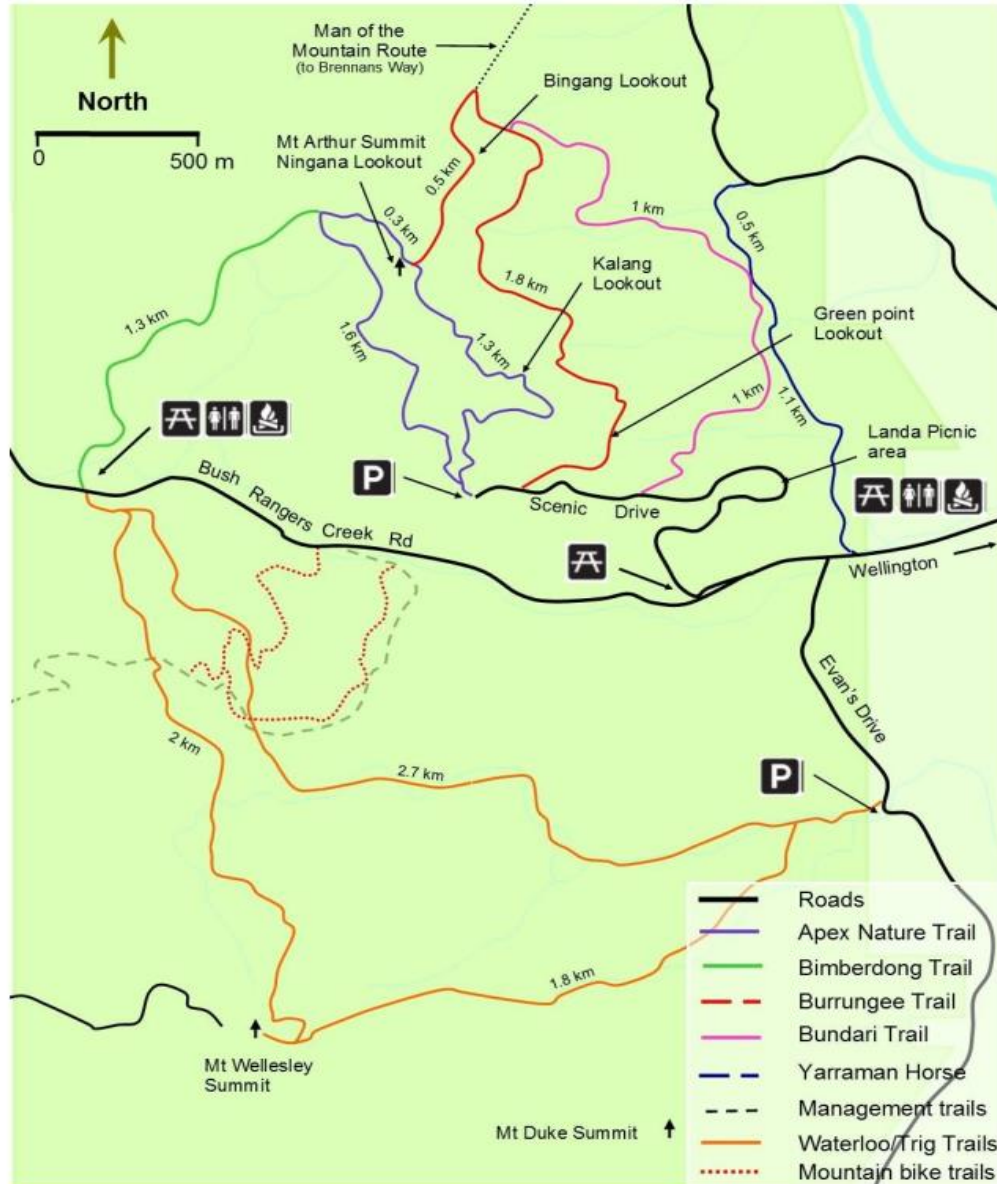 Man of the
Mountain Route
(to Brennans Way)
North
0 500 m
Bingang Lookout
Mt Arthur Summit
Ningana Lookout
0.5 km
0.3 km
1 km
0.5 km
Kalang
Lookout
1.8 km
1.3 km
1.6 km
1.3 km
Green point
Lookout
1 km
1.1 km
Landa Picnic
area
P
Scenic Drive
Bush Rangers Creek Rd
Wellington
Evan's Drive
2 km
2.7 km
P
1.8 km
Mt Wellesley
Summit
Mt Duke Summit
Roads
Apex Nature Trail
Bimberdong Trail
Burrungee Trail
Bundari Trail
Yarraman Horse
Management trails
Waterloo/Trig Trails
Mountain bike trails